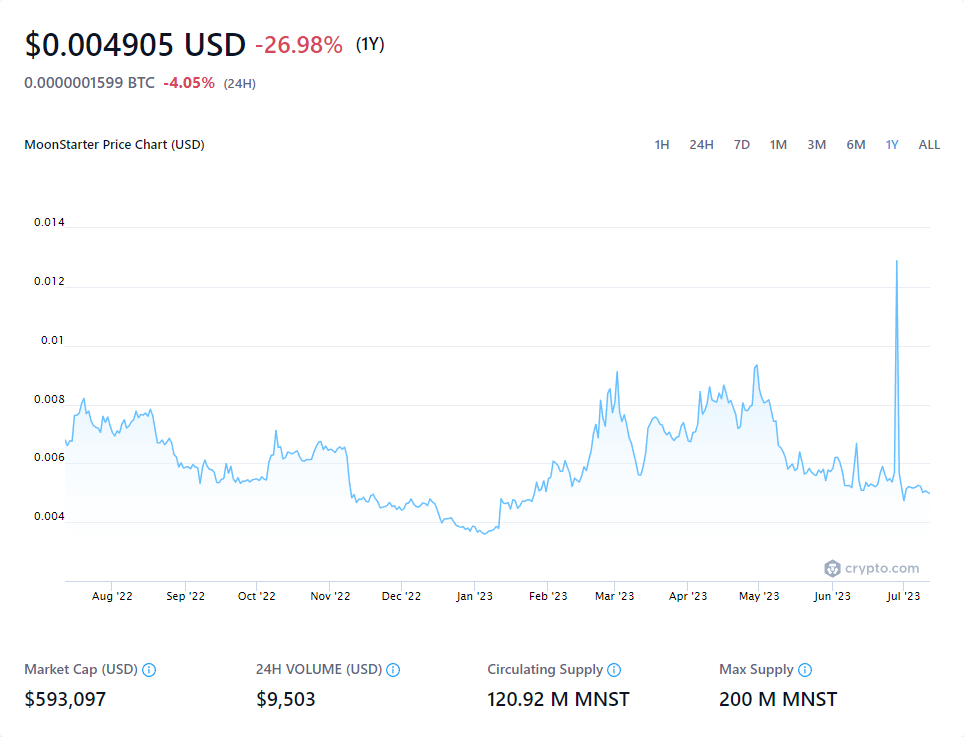 $0.004905 USD -26.98% (1Y)
0.0000001599 BTC -4.05% (24H)
MoonStarter Price Chart (USD) 1H 24H 7D 1M 3M 6M 1Y ALL
0.014
0.012
0.01
0.008
0.006
0.004
crypto.com
Aug '22 Sep '22 Oct '22 Nov '22 Dec '22 Jan '23 Feb '23 Mar '23 Apr '23 May '23 Jun '23 Jul '23
Market Cap (USD) 24H VOLUME (USD) Circulating Supply Max Supply
$593,097 $9,503 120.92 M MNST 200 M MNST